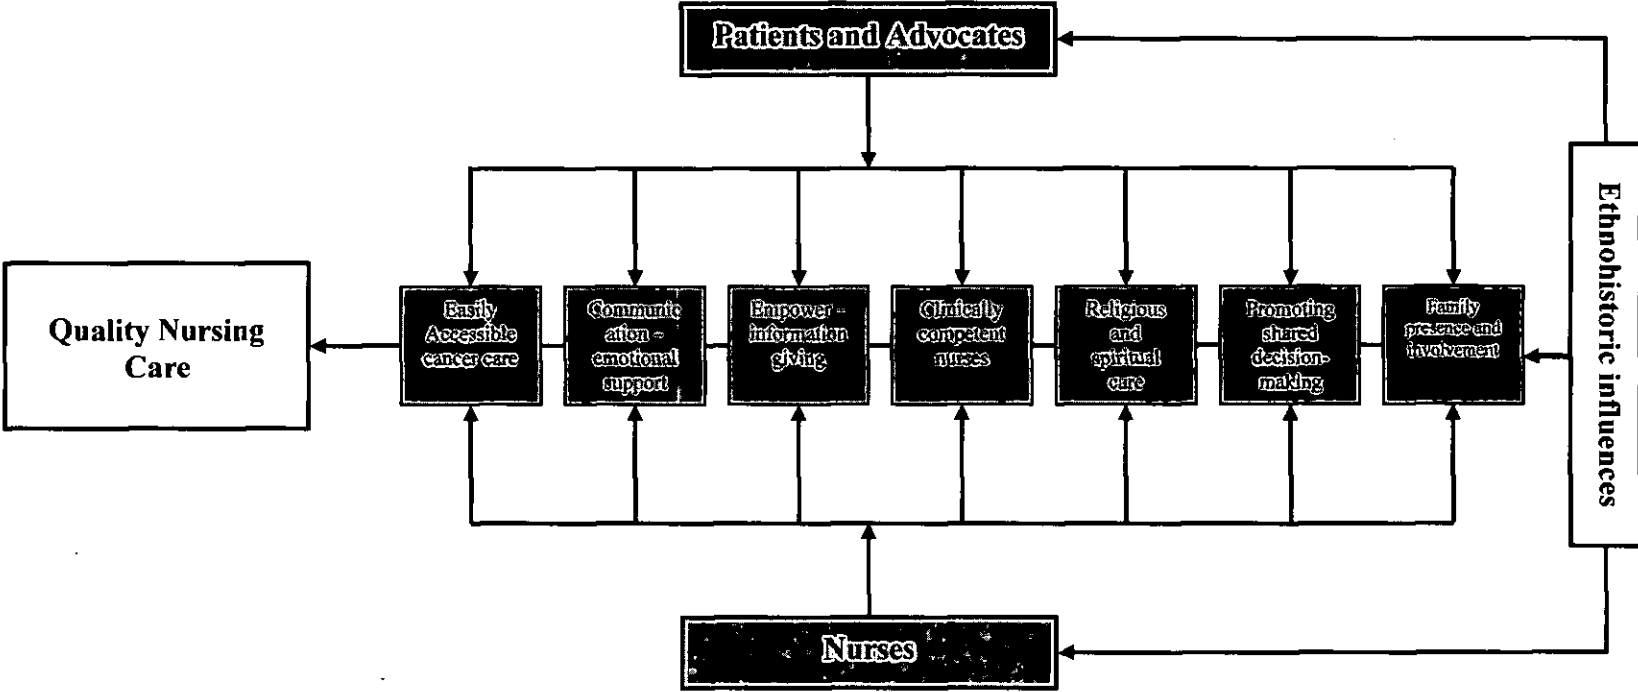 Patients and Advocates
Quality Nursing
Care
Easily
Accessible
cancer care
Communic
ation –
emotional
support
Empower –
information
giving
Clinically
competent
nurses
Religious
and
spiritual
care
Promoting
shared
decision-
making
Family
presence and
involvement
Ethnohistoric influences
Nurses